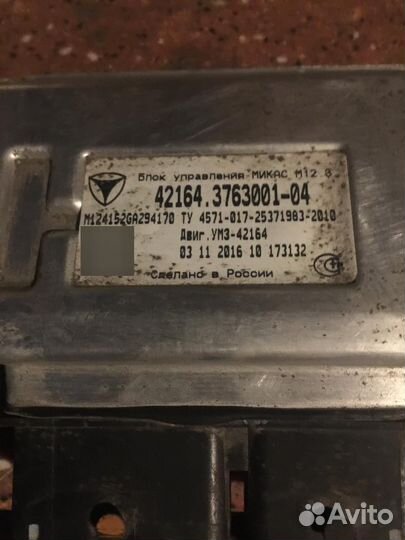 Блок управления МИКАС М12 3
42164.3763001-04
М124152GA294170 ТУ 4571-017-25371983-2010
Двиг.УМЗ-42164
03 11 2016 10 173132
Сделано в России
Avito